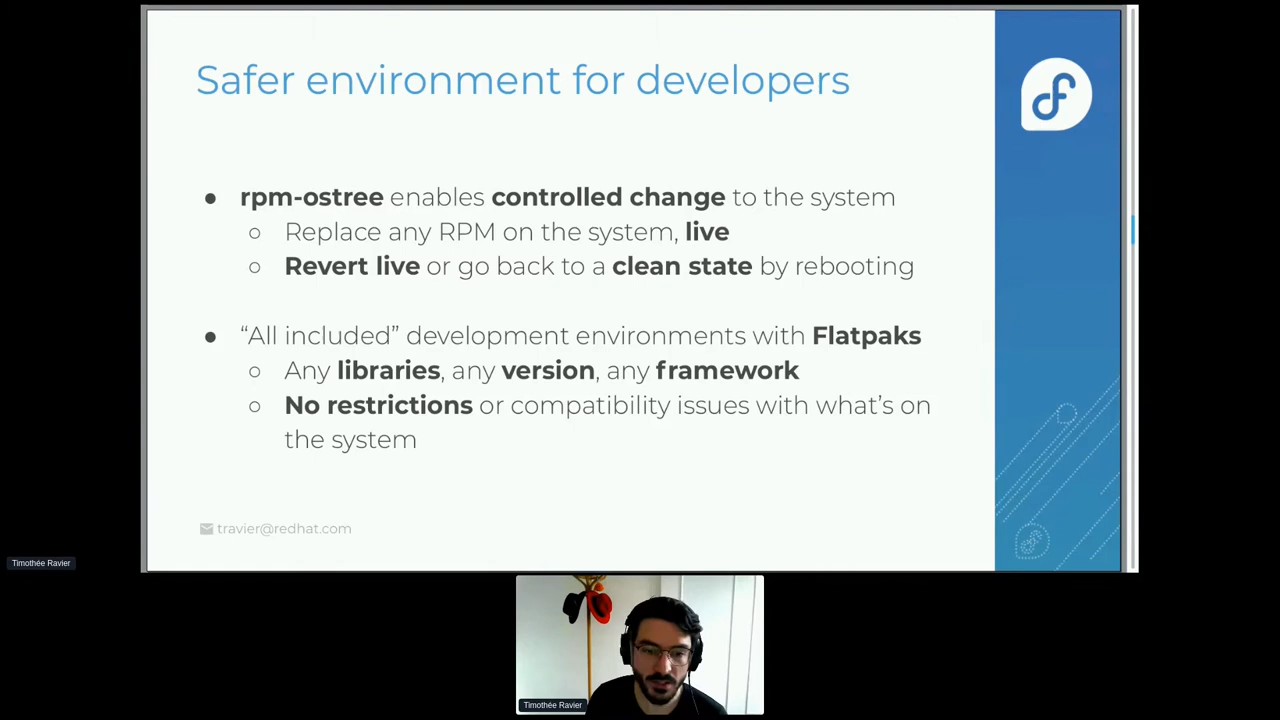 Safer environment for developers
● rpm-ostree enables controlled change to the system
○ Replace any RPM on the system, live
○ Revert live or go back to a clean state by rebooting
● “All included” development environments with Flatpaks
○ Any libraries, any version, any framework
○ No restrictions or compatibility issues with what’s on
the system
travier@redhat.com
Timothée Ravier
Timothée Ravier